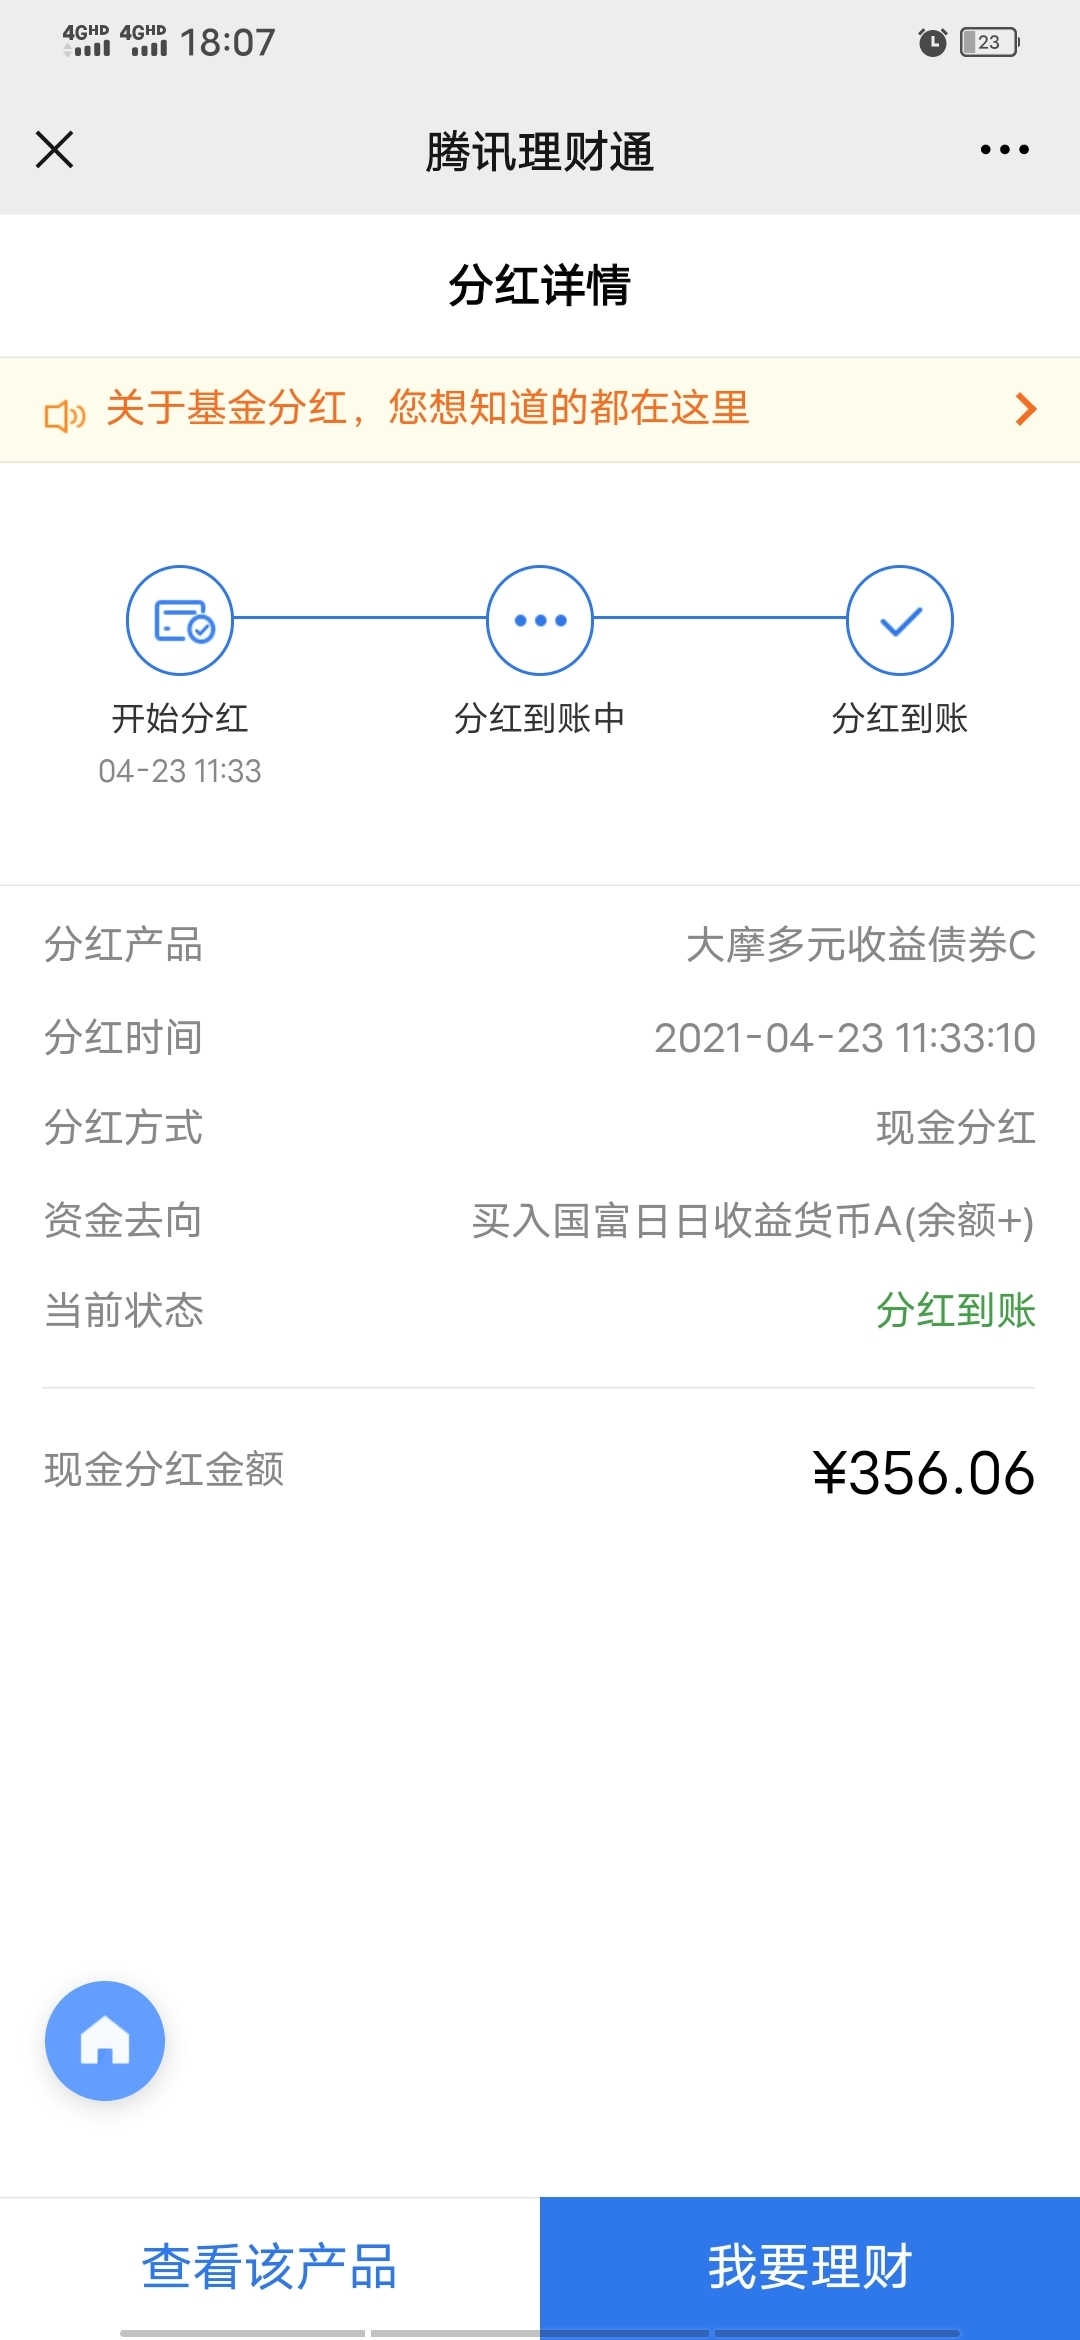 4GHD 4GHD 18:07 23
腾讯理财通
分红详情
关于基金分红，您想知道的都在这里
开始分红 分红到账中 分红到账
04-23 11:33
分红产品 大摩多元收益债券C
分红时间 2021-04-23 11:33:10
分红方式 现金分红
资金去向 买入国富日日收益货币A(余额+)
当前状态 分红到账
现金分红金额 ¥356.06
查看该产品 我要理财